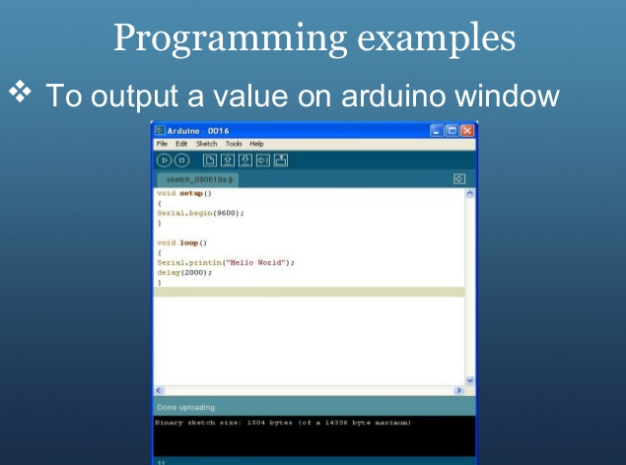 Programming examples
❖ To output a value on arduino window
Arduino - 0016
File Edit Sketch Tools Help
sketch_090619a §
void setup()
{
Serial.begin(9600);
}
void loop()
{
Serial.println("Hello World");
delay(2000);
}
Done uploading.
Binary sketch size: 1804 bytes (of a 14336 byte maximum)